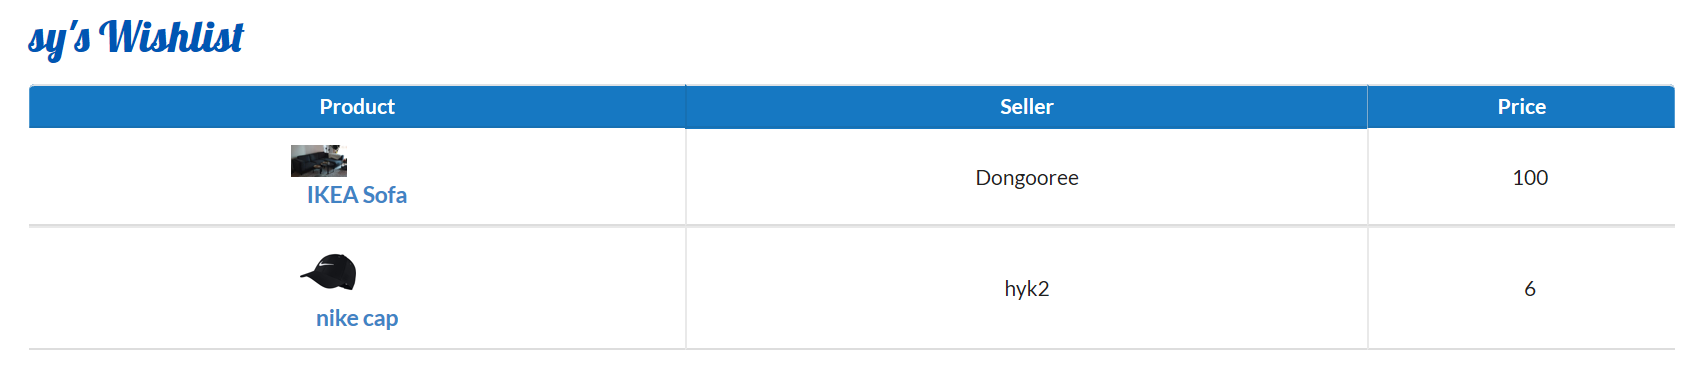 sy's Wishlist
Product Seller Price
IKEA Sofa Dongooree 100
nike cap hyk2 6